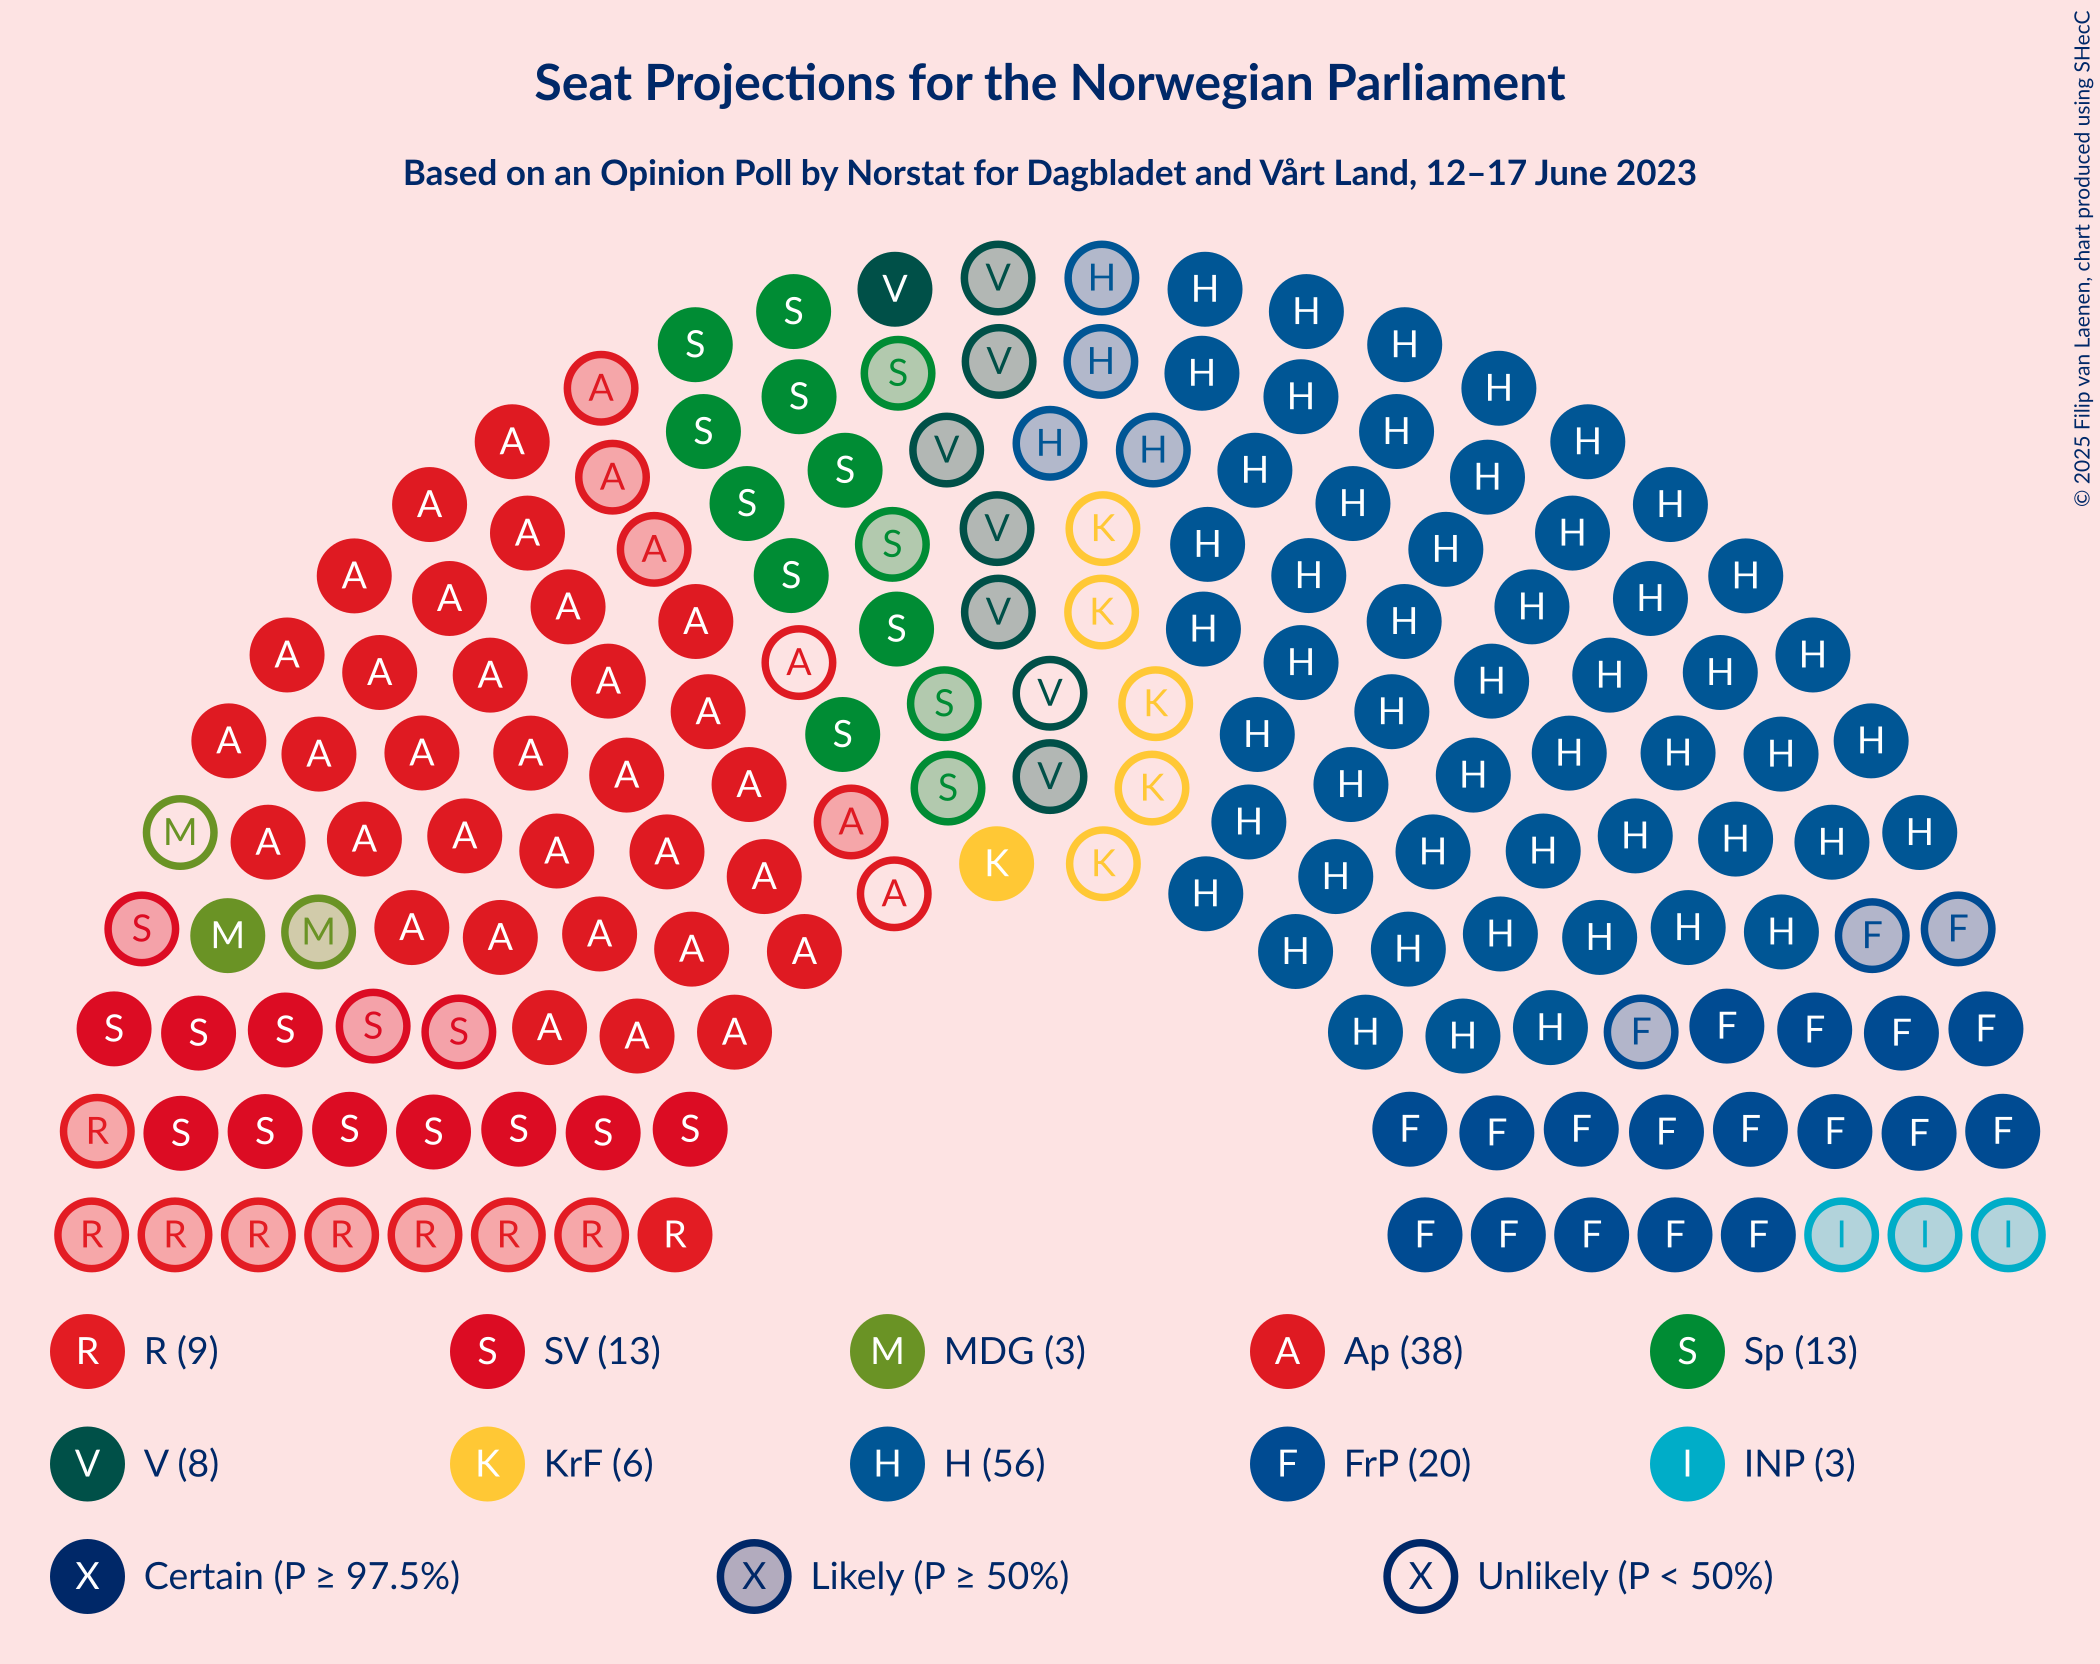 Seat Projections for the Norwegian Parliament
Based on an Opinion Poll by Norstat for Dagbladet and Vårt Land, 12–17 June 2023
© 2025 Filip van Laenen, chart produced using SHecC
V V H H
S H H
S V V H H S H
A S H H
S V H H
A S S H H H
A A S H H H
A S V K H H
A A S H H
A S H H
A A S V K H H
A A H H
A A A V H H H
A A A S K H H H
A A S H H
A A A A A S V K H H H H H
M A A A A A A A K K H H H H H H H
S M M A A A A A A H H H H H H F F
S S S S S A A A H H H F F F F F
R S S S S S S S F F F F F F F F
R R R R R R R R F F F F F I I I
R R (9) S SV (13) M MDG (3) A Ap (38) S Sp (13)
V V (8) K KrF (6) H H (56) F FrP (20) I INP (3)
X Certain (P ≥ 97.5%) X Likely (P ≥ 50%) X Unlikely (P < 50%)